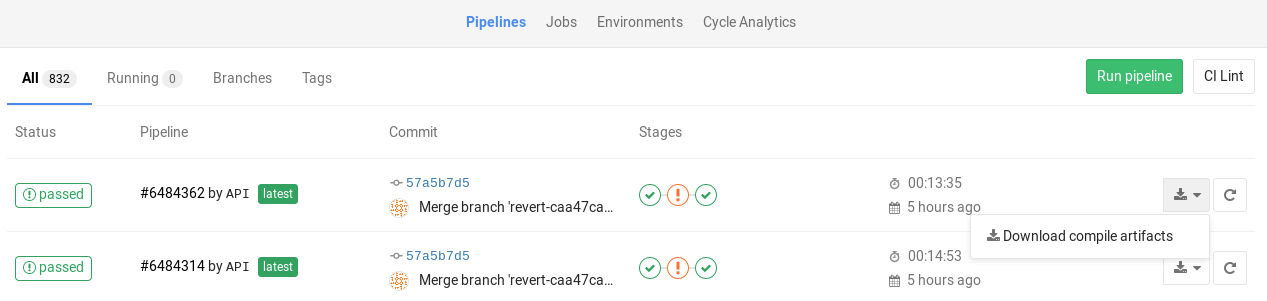 Pipelines Jobs Environments Cycle Analytics
All 832 Running 0 Branches Tags Run pipeline CI Lint
Status Pipeline Commit Stages
passed #6484362 by API latest 57a5b7d5 00:13:35
Merge branch 'revert-caa47ca... 5 hours ago
Download compile artifacts
passed #6484314 by API latest 57a5b7d5 00:14:53
Merge branch 'revert-caa47ca... 5 hours ago